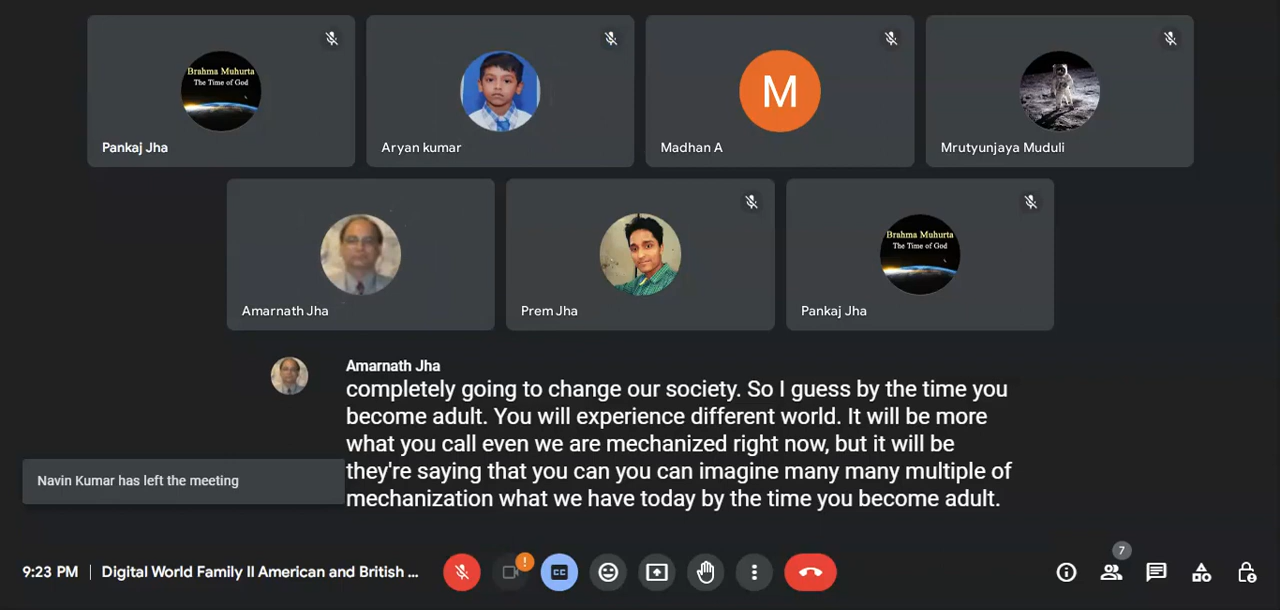 Brahma Muhurta
The Time of God
Pankaj Jha
Aryan kumar
M
Madhan A
Mrutyunjaya Muduli
Amarnath Jha
Prem Jha
Brahma Muhurta
The Time of God
Pankaj Jha
Amarnath Jha
completely going to change our society. So I guess by the time you
become adult. You will experience different world. It will be more
what you call even we are mechanized right now, but it will be
they're saying that you can you can imagine many many multiple of
mechanization what we have today by the time you become adult.
Navin Kumar has left the meeting
9:23 PM | Digital World Family II American and British ...
!
CC
7